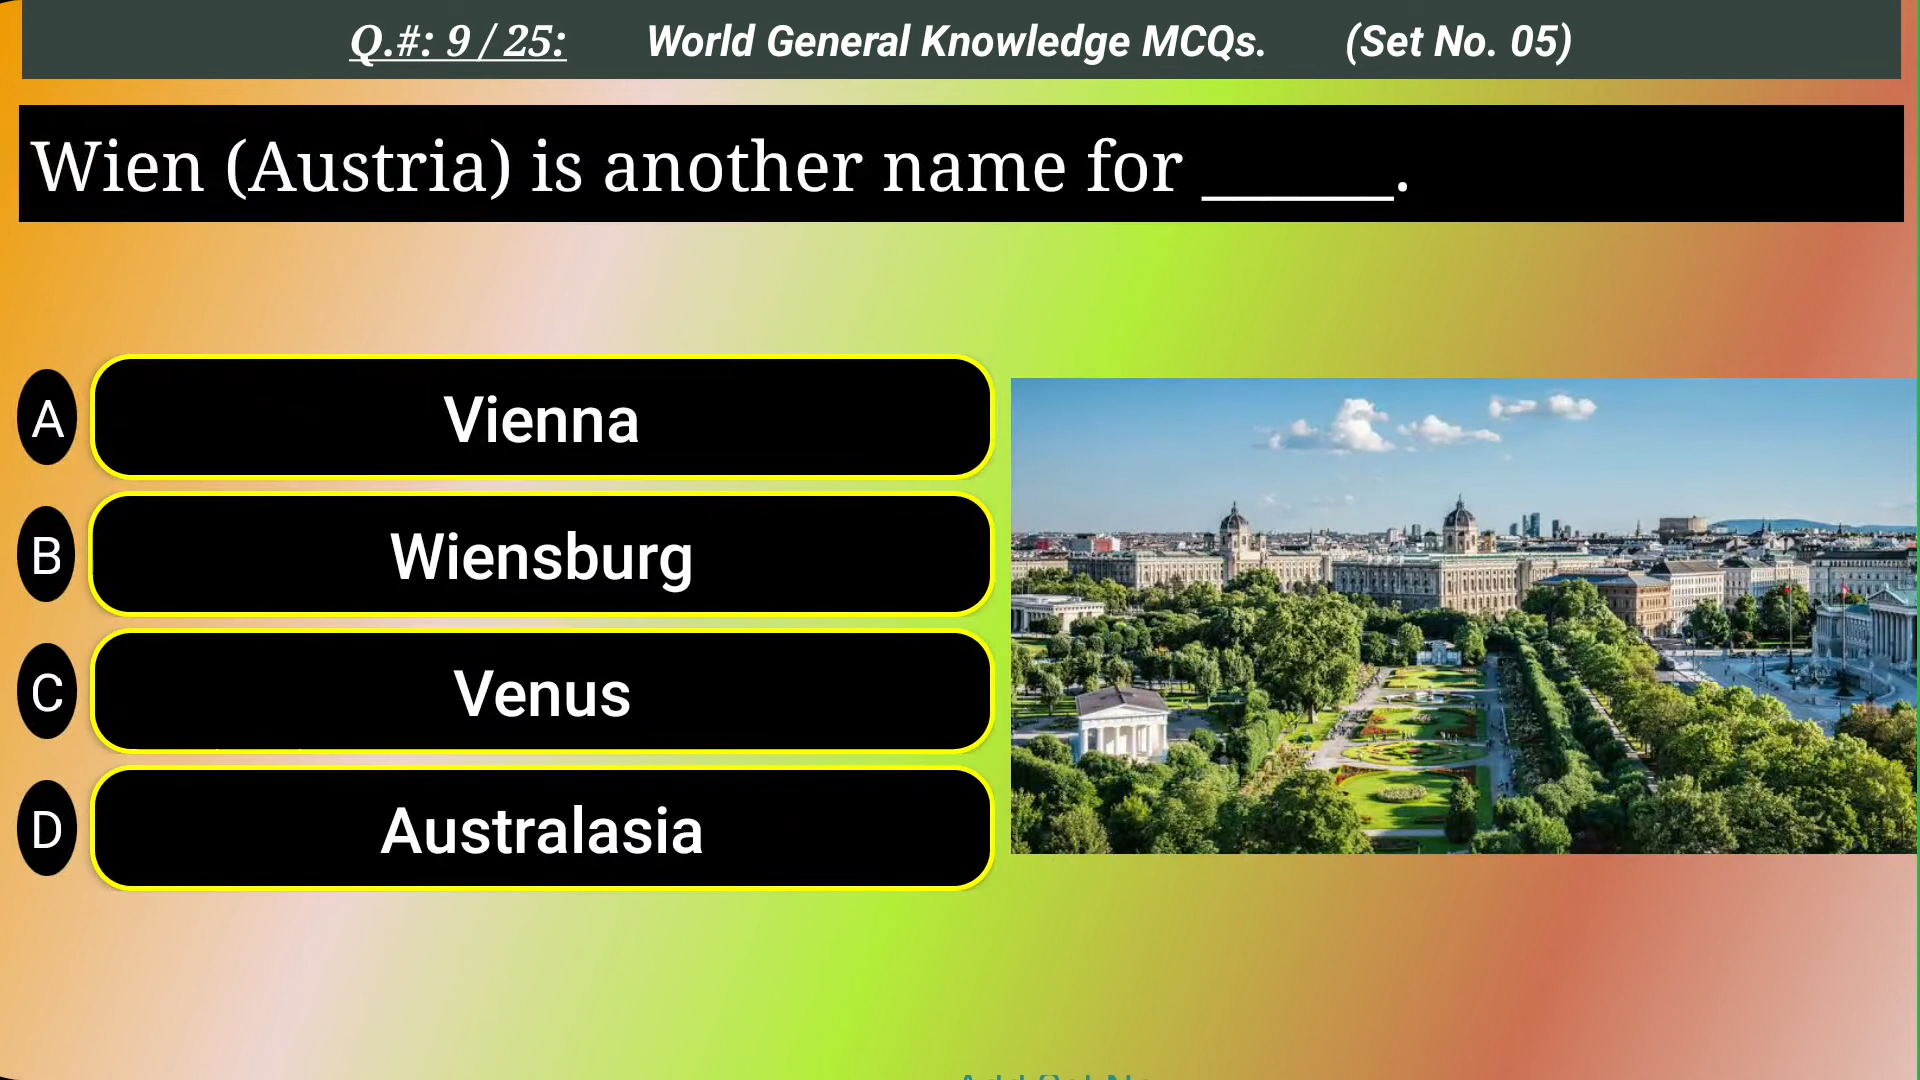 Q.#: 9 / 25: World General Knowledge MCQs. (Set No. 05)
Wien (Austria) is another name for ______.
A Vienna
B Wiensburg
C Venus
D Australasia